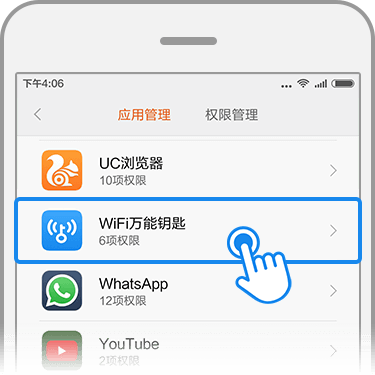 下午4:06
应用管理 权限管理
UC浏览器
10项权限
WiFi万能钥匙
6项权限
WhatsApp
12项权限
YouTube
2项权限